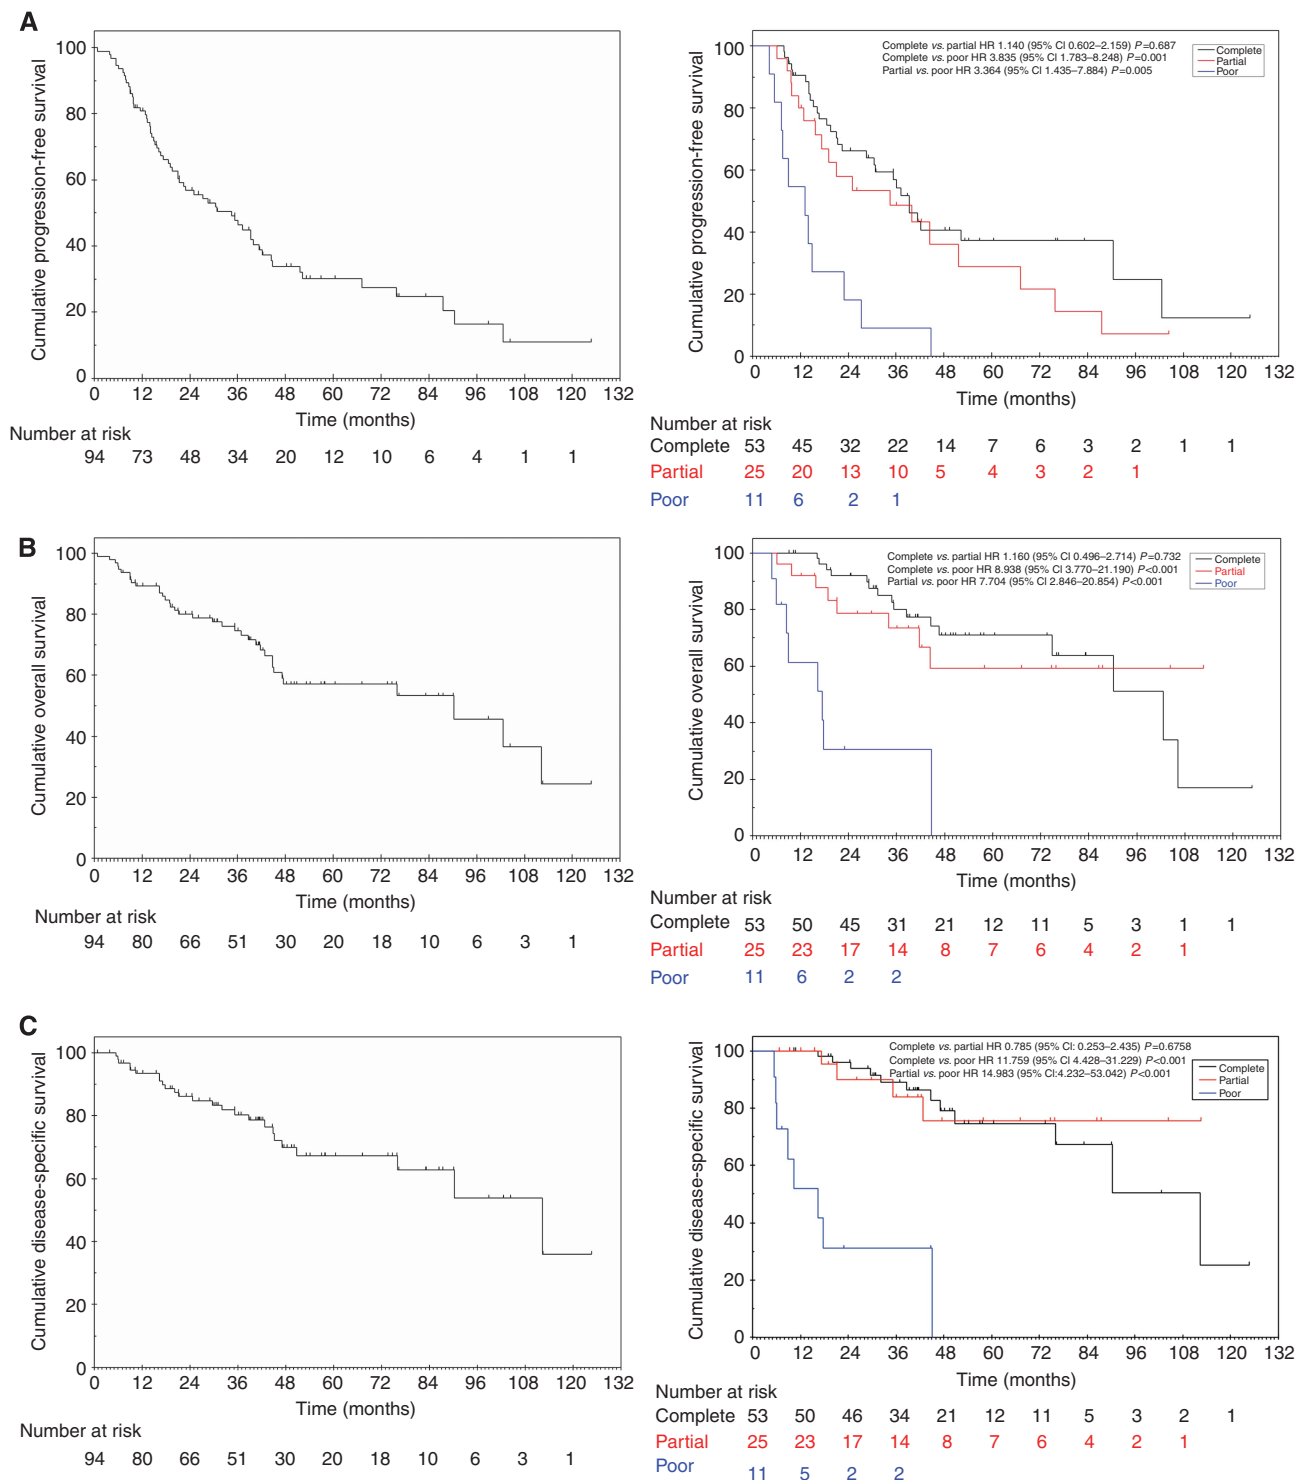 A
Cumulative progression-free survival
100
80
60
40
20
0
0 12 24 36 48 60 72 84 96 108 120 132
Time (months)
Number at risk
94 73 48 34 20 12 10 6 4 1 1
Cumulative progression-free survival
100
80
60
40
20
0
Complete vs. partial HR 1.140 (95% CI 0.602–2.159) P=0.687
Complete vs. poor HR 3.835 (95% CI 1.783–8.248) P=0.001
Partial vs. poor HR 3.364 (95% CI 1.435–7.884) P=0.005
Complete
Partial
Poor
0 12 24 36 48 60 72 84 96 108 120 132
Time (months)
Number at risk
Complete 53 45 32 22 14 7 6 3 2 1 1
Partial 25 20 13 10 5 4 3 2 1
Poor 11 6 2 1
B
Cumulative overall survival
100
80
60
40
20
0
0 12 24 36 48 60 72 84 96 108 120 132
Time (months)
Number at risk
94 80 66 51 30 20 18 10 6 3 1
Cumulative overall survival
100
80
60
40
20
0
Complete vs. partial HR 1.160 (95% CI 0.496–2.714) P=0.732
Complete vs. poor HR 8.938 (95% CI 3.770–21.190) P<0.001
Partial vs. poor HR 7.704 (95% CI 2.846–20.854) P<0.001
Complete
Partial
Poor
0 12 24 36 48 60 72 84 96 108 120 132
Time (months)
Number at risk
Complete 53 50 45 31 21 12 11 5 3 1 1
Partial 25 23 17 14 8 7 6 4 2 1
Poor 11 6 2 2
C
Cumulative disease-specific survival
100
80
60
40
20
0
0 12 24 36 48 60 72 84 96 108 120 132
Time (months)
Number at risk
94 80 66 51 30 20 18 10 6 3 1
Cumulative disease-specific survival
100
80
60
40
20
0
Complete vs. partial HR 0.785 (95% CI: 0.253–2.435) P=0.6758
Complete vs. poor HR 11.759 (95% CI 4.428–31.229) P<0.001
Partial vs. poor HR 14.983 (95% CI:4.232–53.042) P<0.001
Complete
Partial
Poor
0 12 24 36 48 60 72 84 96 108 120 132
Time (months)
Number at risk
Complete 53 50 46 34 21 12 11 5 3 2 1
Partial 25 23 17 14 8 7 6 4 2 1
Poor 11 5 2 2